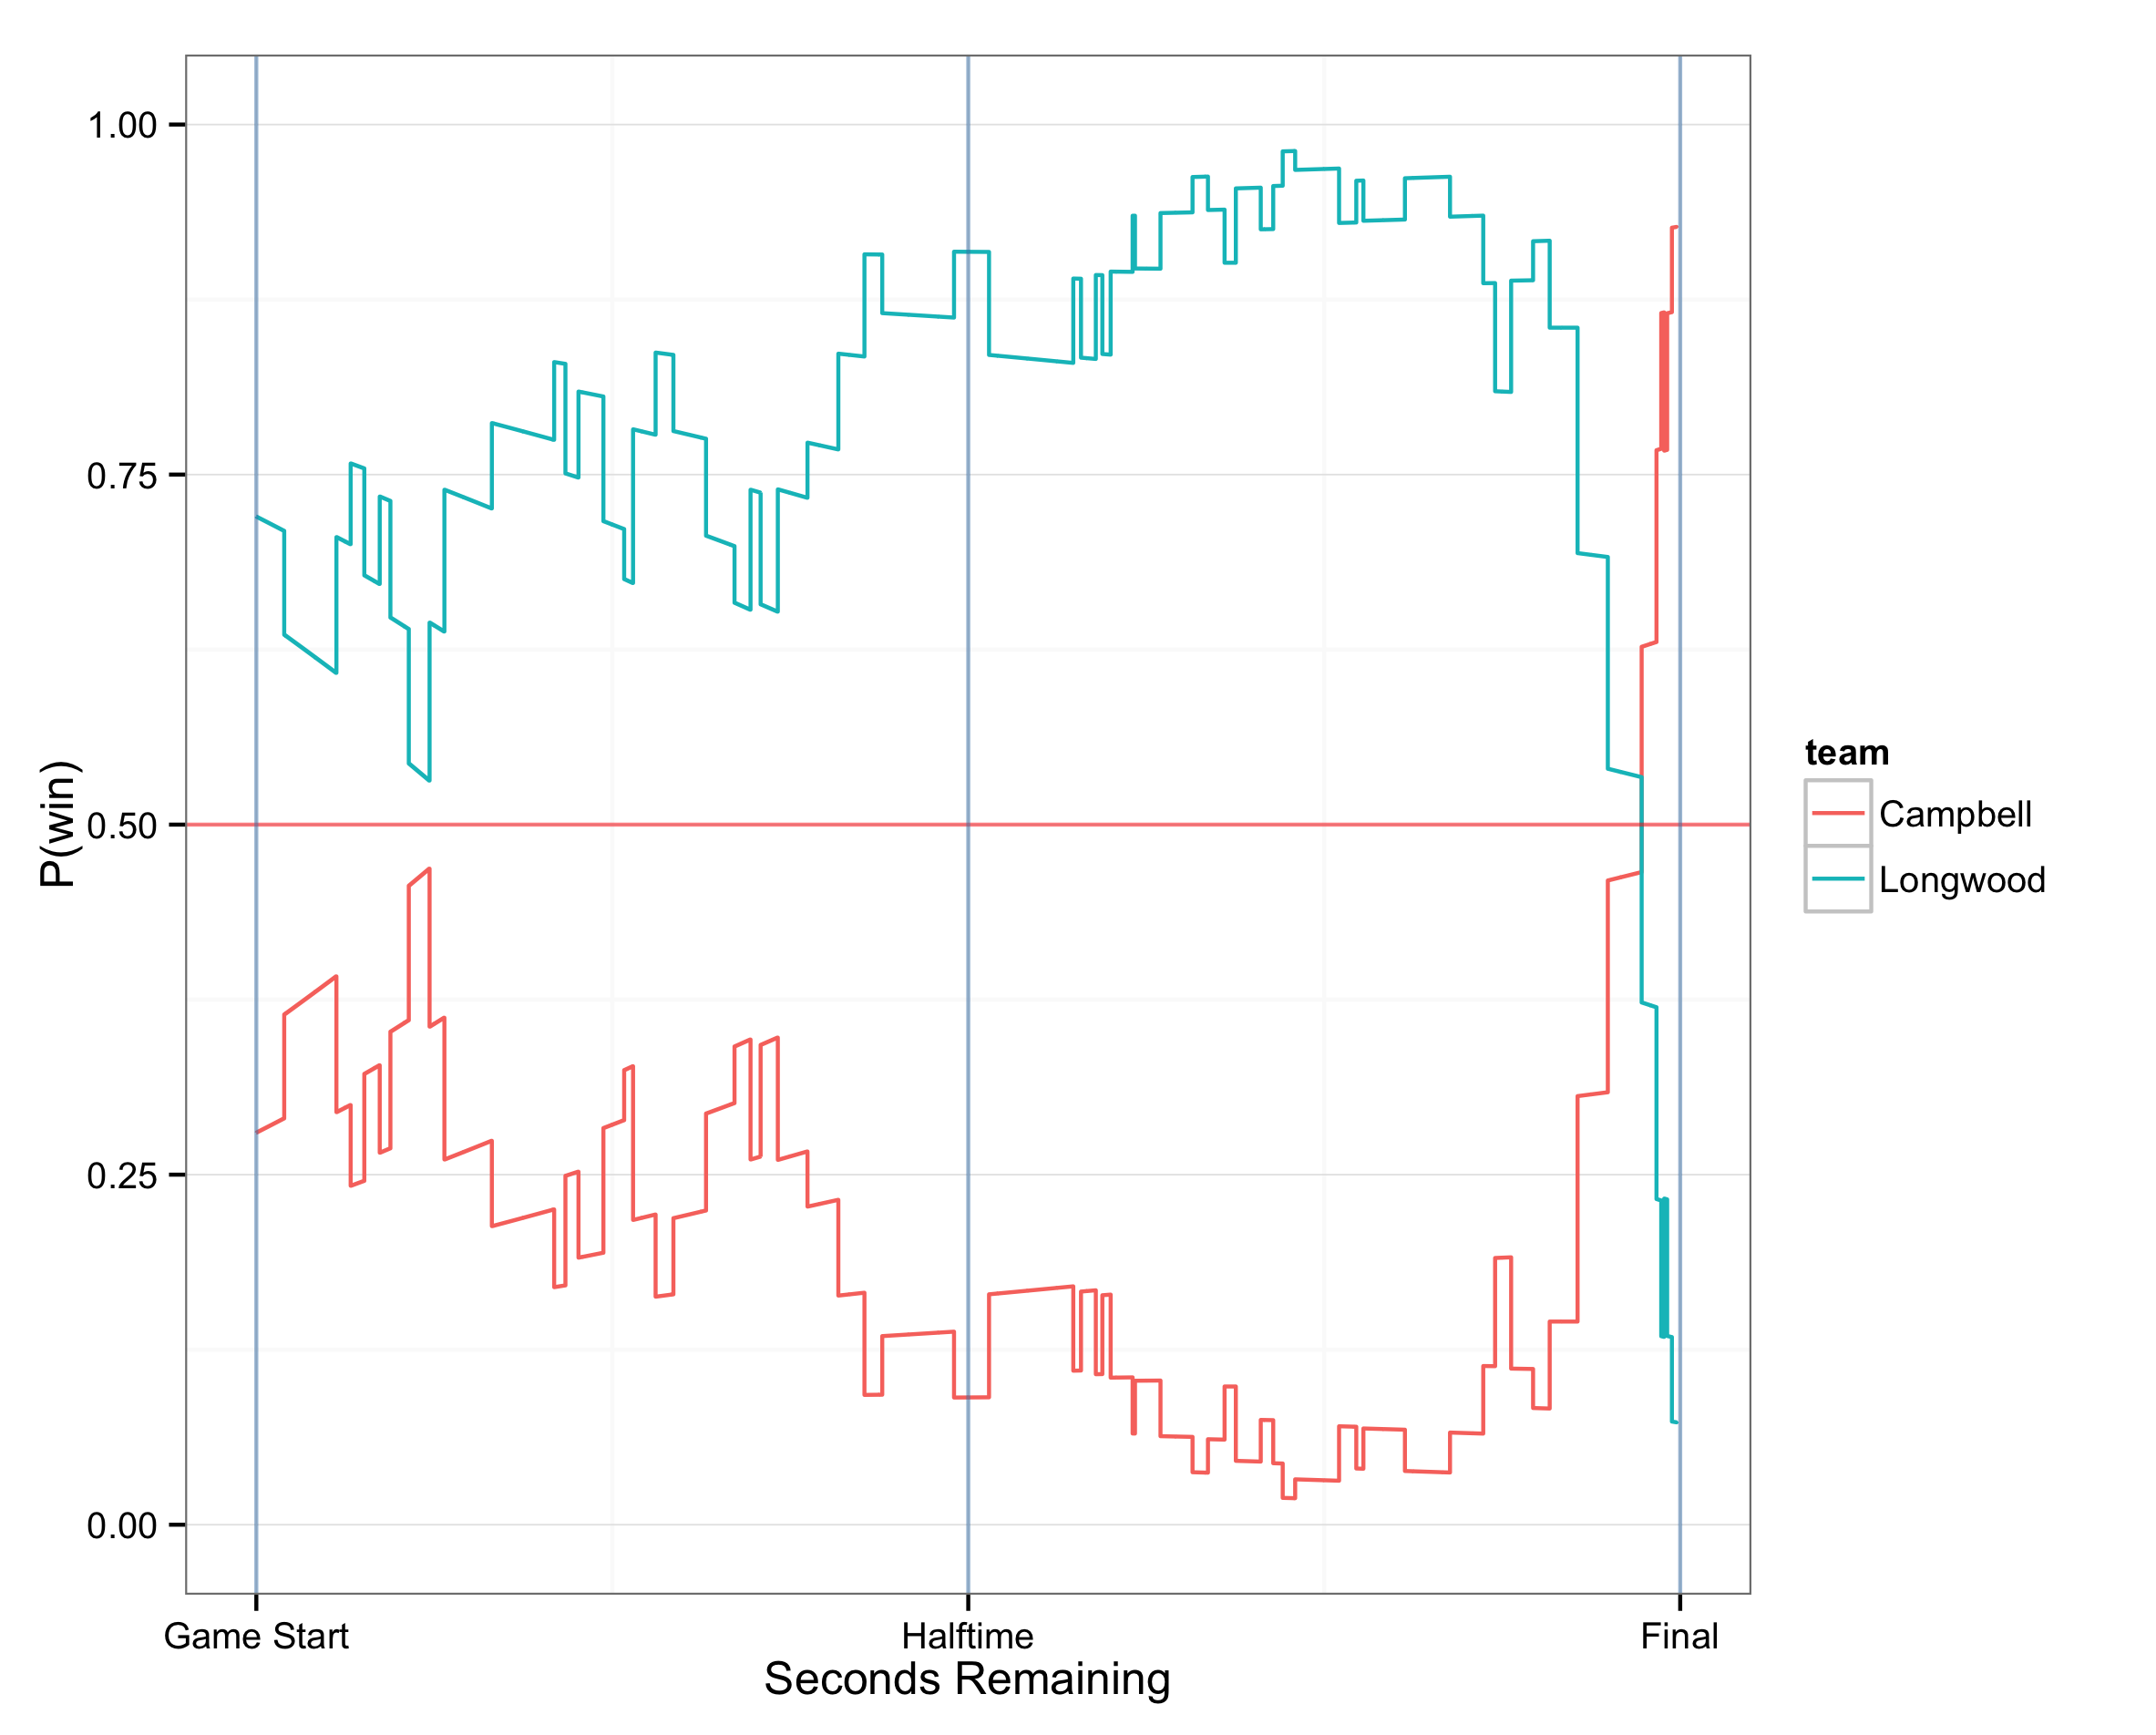 1.00
0.75
0.50
0.25
0.00
P(win)
Game Start
Halftime
Final
Seconds Remaining
team
Campbell
Longwood